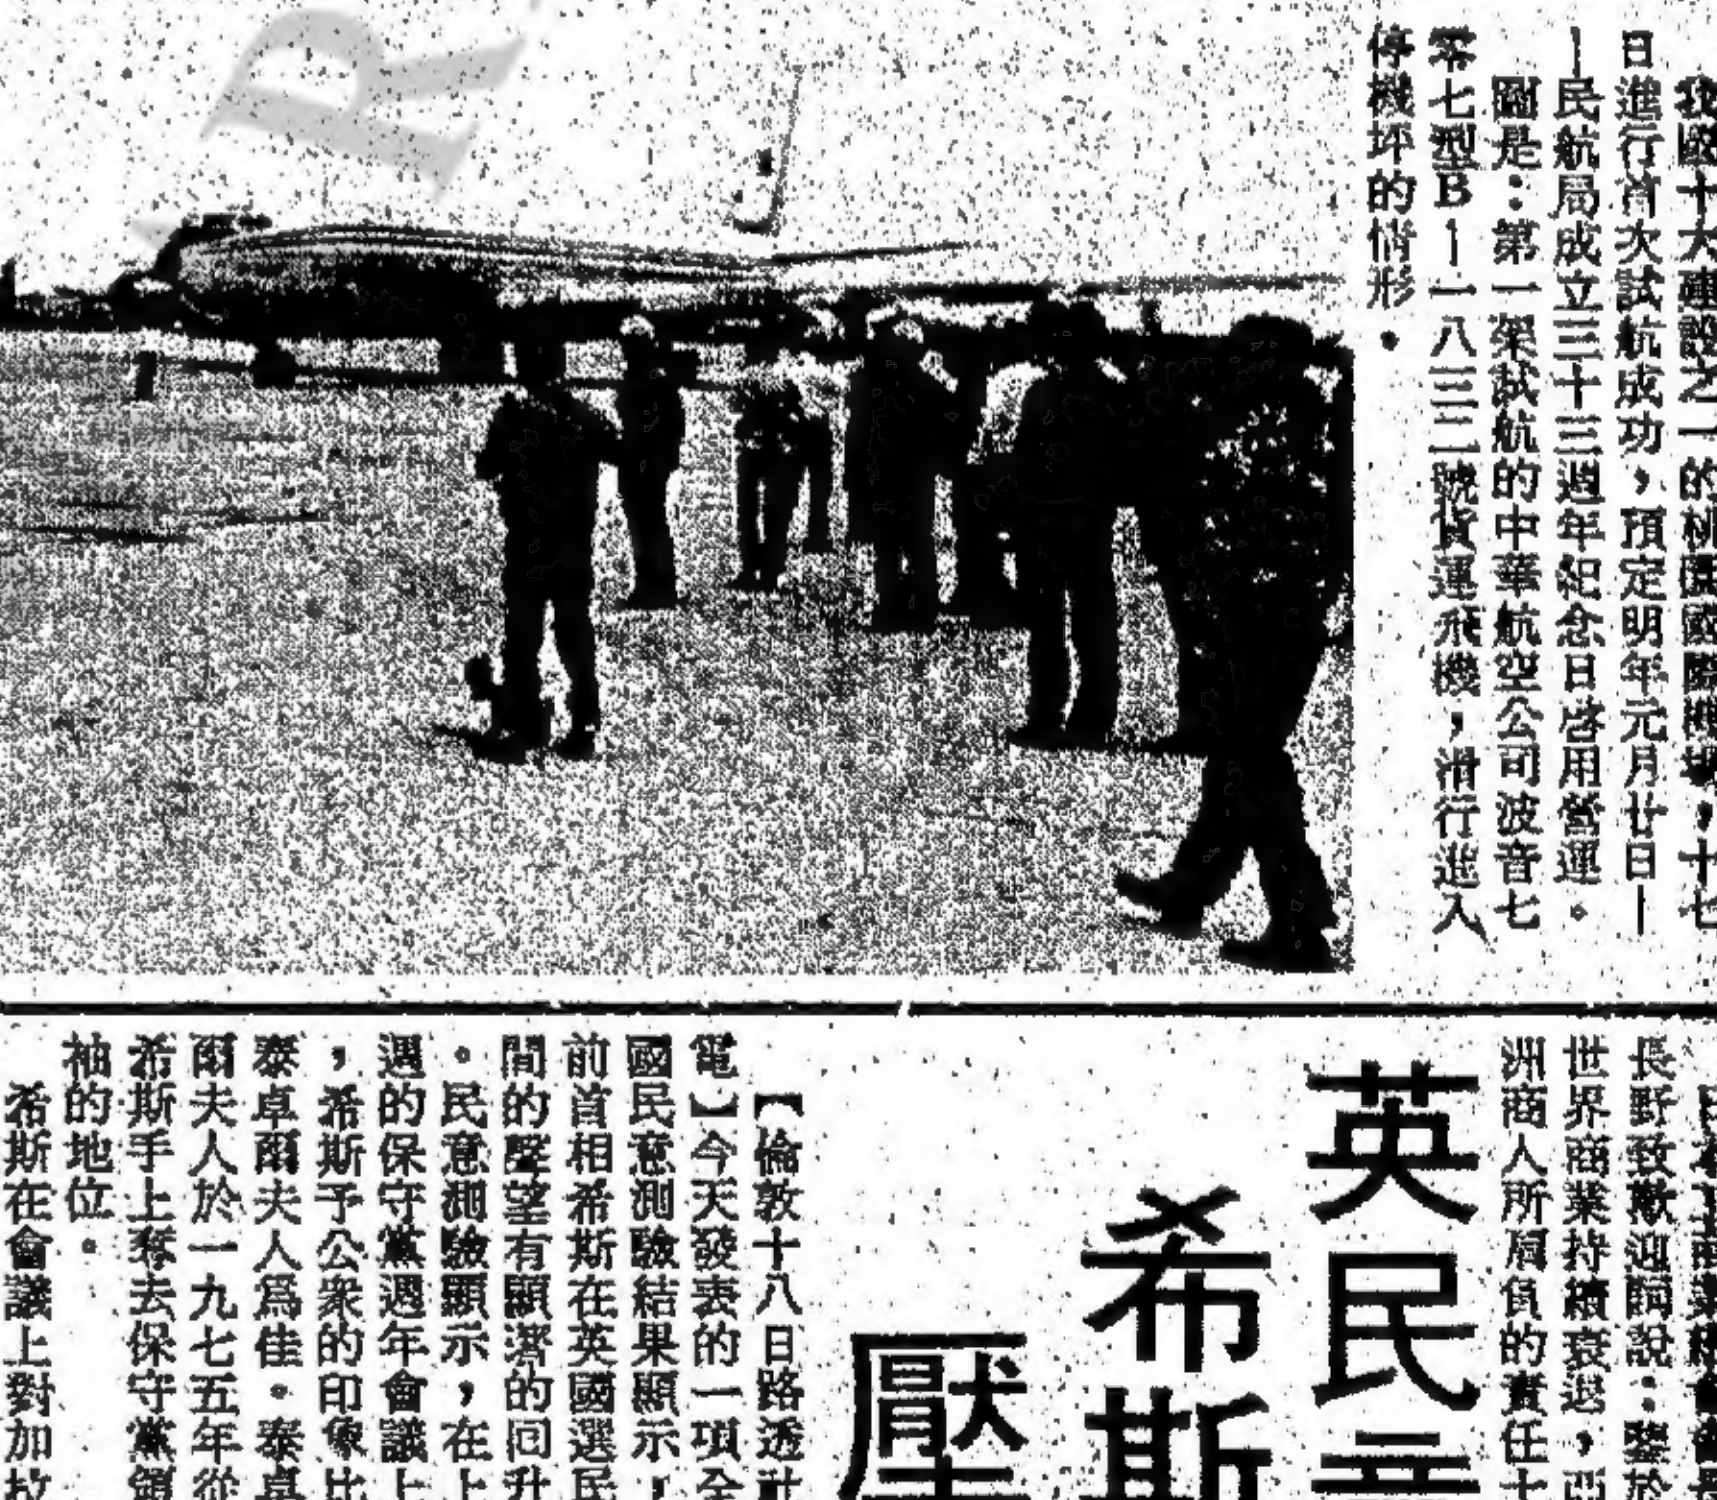 我國十大建設之一的桃園國際機場，十七
日進行首次試航成功，預定明年元月廿日—
—民航局成立三十三週年紀念日啓用營運。
圖是：第一架試航的中華航空公司波音七
零七型B—一八三二號貨運飛機，滑行進入
停機坪的情形。
長野致歡迎詞說：鑒於
世界商業持續衰退，亞
洲商人所肩負的責任十
英民意
希斯
壓
【倫敦十八日路透社
電】今天發表的一項全
國民意測驗結果顯示，
前首相希斯在英國選民
間的聲望有顯著的回升
。民意測驗顯示，在上
週的保守黨週年會議上
，希斯予公衆的印象比
泰卓爾夫人爲佳。泰卓
爾夫人於一九七五年從
希斯手上奪去保守黨領
袖的地位。
希斯在會議上對加